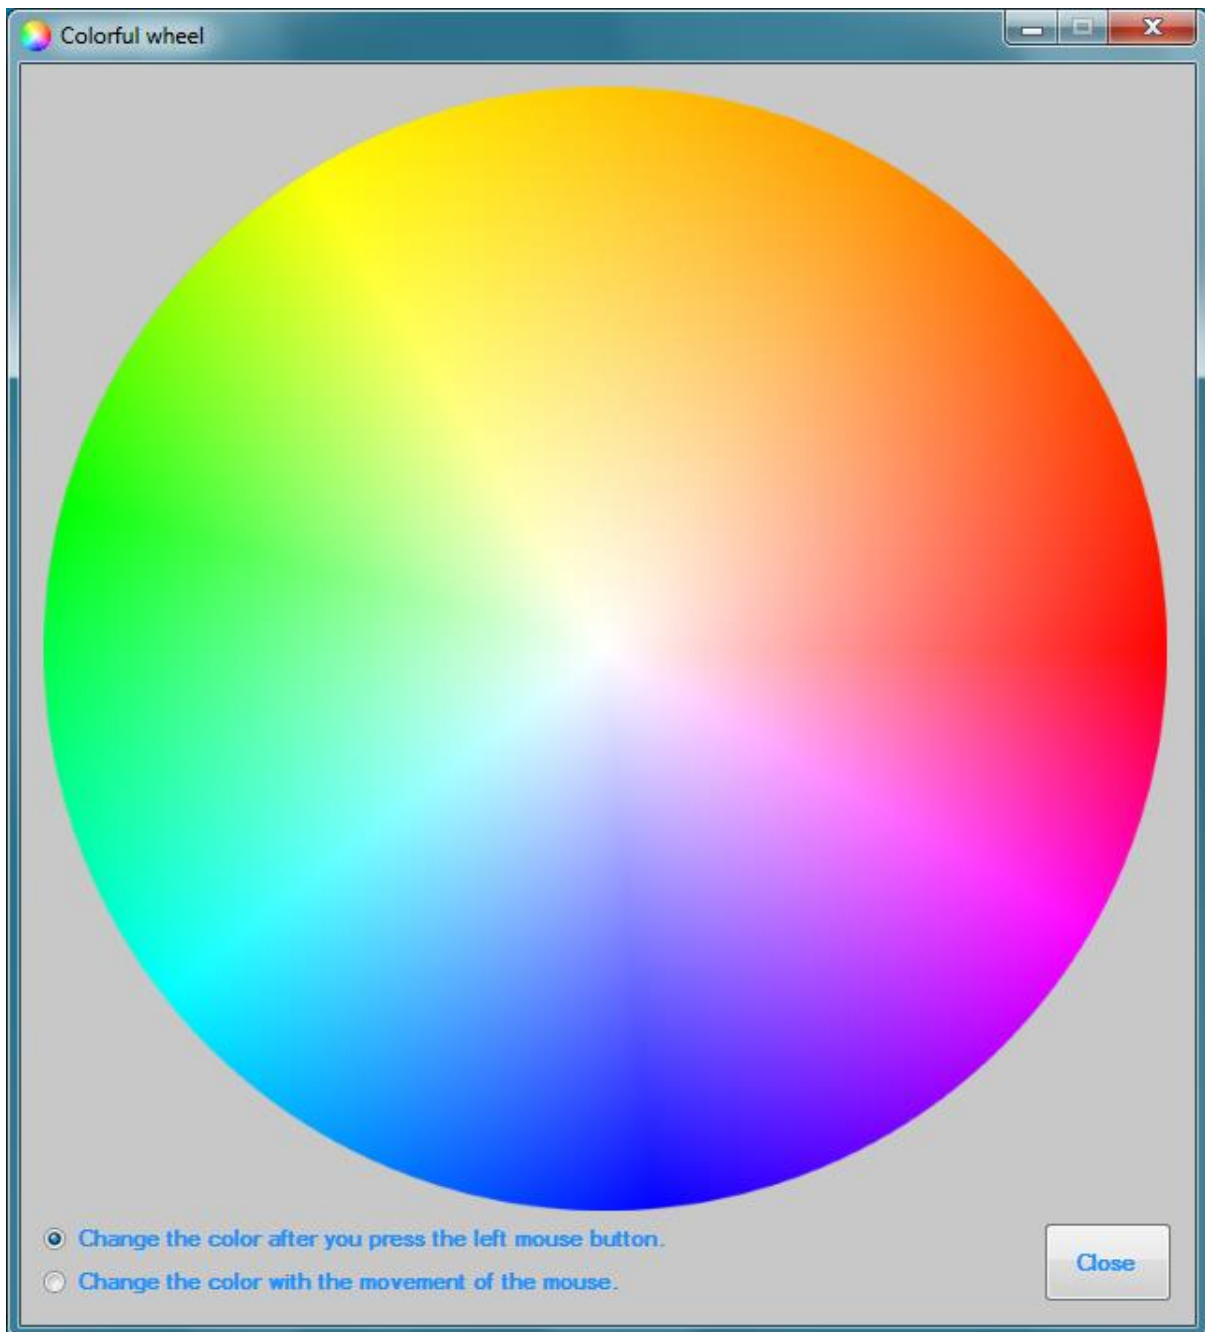 Colorful wheel
Change the color after you press the left mouse button.
Change the color with the movement of the mouse.
Close